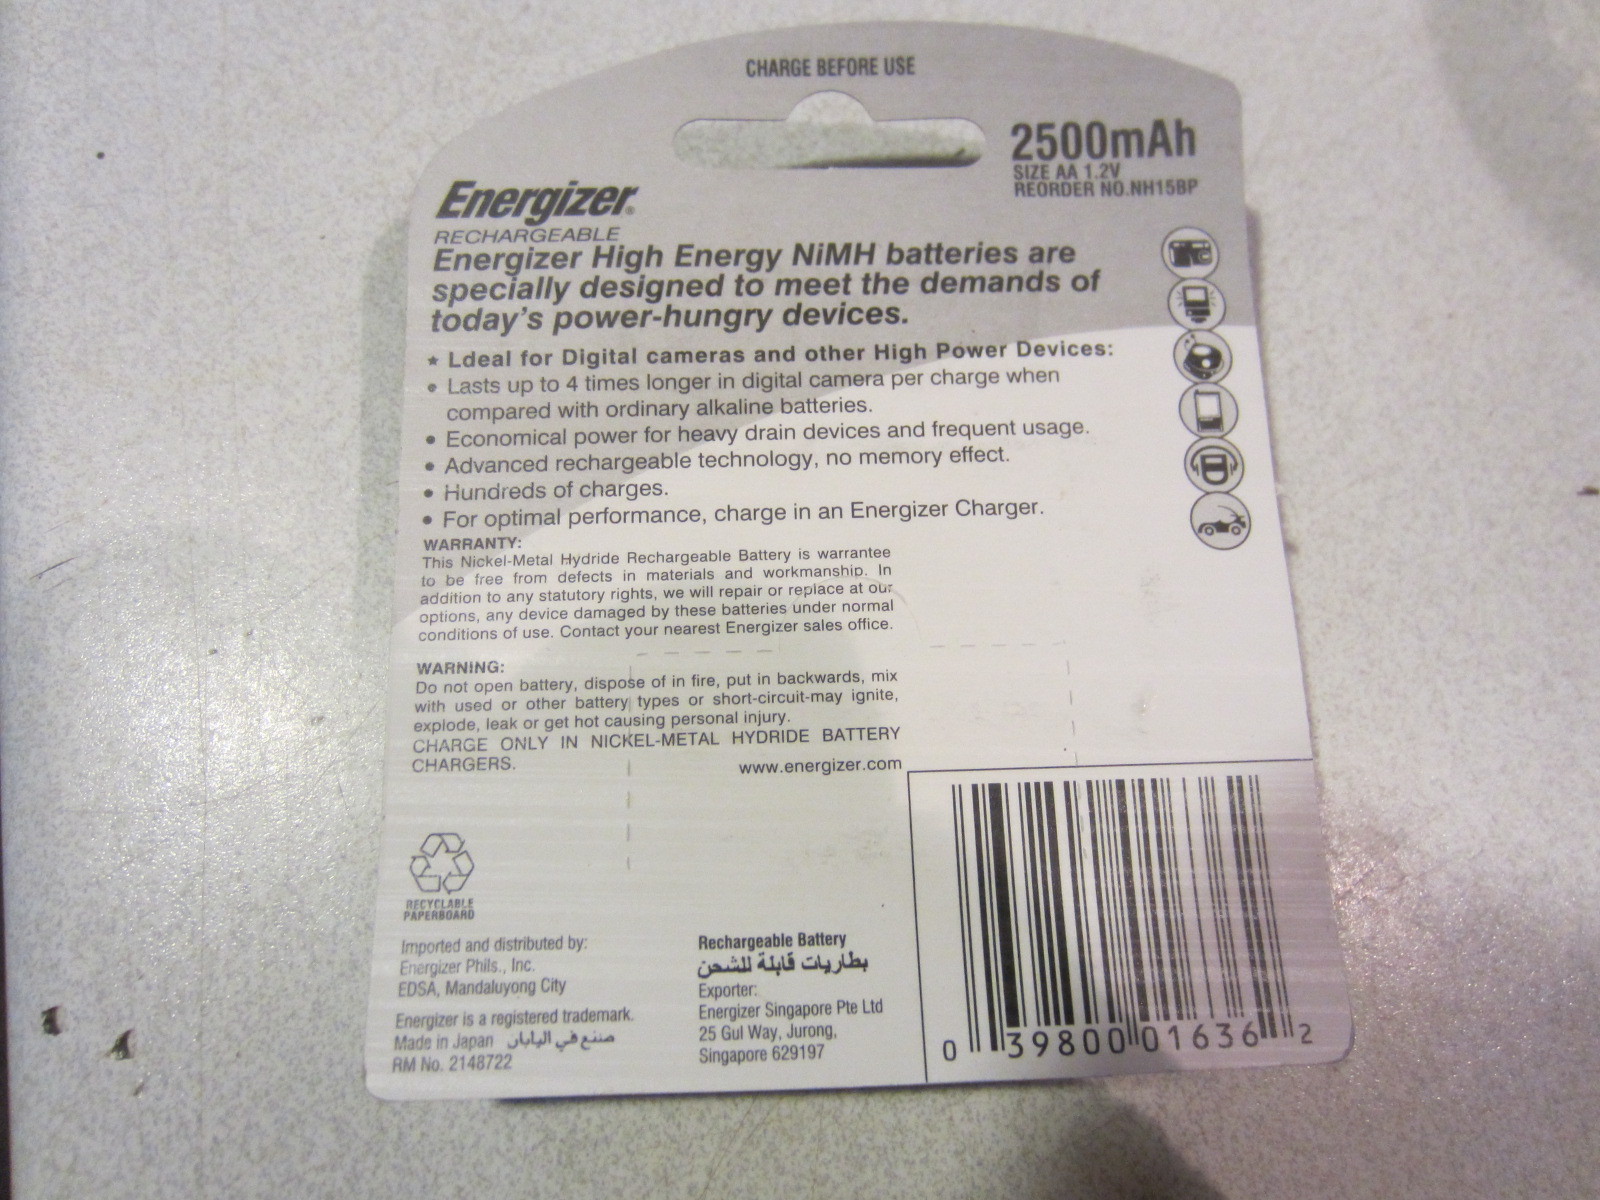 CHARGE BEFORE USE
2500mAh
SIZE AA 1.2V
REORDER NO.NH15BP
Energizer®
RECHARGEABLE
Energizer High Energy NiMH batteries are
specially designed to meet the demands of
today's power-hungry devices.
★ Ldeal for Digital cameras and other High Power Devices:
• Lasts up to 4 times longer in digital camera per charge when
compared with ordinary alkaline batteries.
• Economical power for heavy drain devices and frequent usage.
• Advanced rechargeable technology, no memory effect.
• Hundreds of charges.
• For optimal performance, charge in an Energizer Charger.
WARRANTY:
This Nickel-Metal Hydride Rechargeable Battery is warrantee
to be free from defects in materials and workmanship. In
addition to any statutory rights, we will repair or replace at our
options, any device damaged by these batteries under normal
conditions of use. Contact your nearest Energizer sales office.
WARNING:
Do not open battery, dispose of in fire, put in backwards, mix
with used or other battery types or short-circuit-may ignite,
explode, leak or get hot causing personal injury.
CHARGE ONLY IN NICKEL-METAL HYDRIDE BATTERY
CHARGERS.
www.energizer.com
RECYCLABLE
PAPERBOARD
Imported and distributed by:
Energizer Phils., Inc.
EDSA, Mandaluyong City
Energizer is a registered trademark.
Made in Japan صنع في اليابان
RM No. 2148722
Rechargeable Battery
بطاريات قابلة للشحن
Exporter:
Energizer Singapore Pte Ltd
25 Gul Way, Jurong,
Singapore 629197
0 39800 01636 2